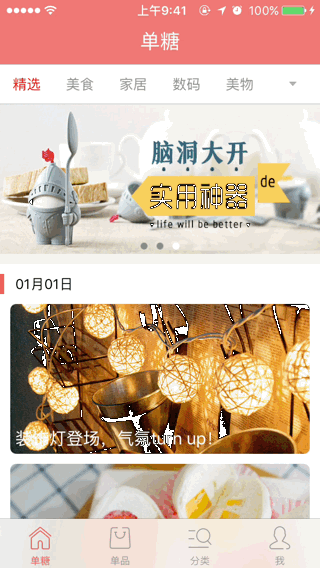 上午9:41 100%
单糖
精选 美食 家居 数码 美物
脑洞大开
de
实用神器
life will be better
01月01日
装饰灯登场，气氛turn up!
单糖 单品 分类 我